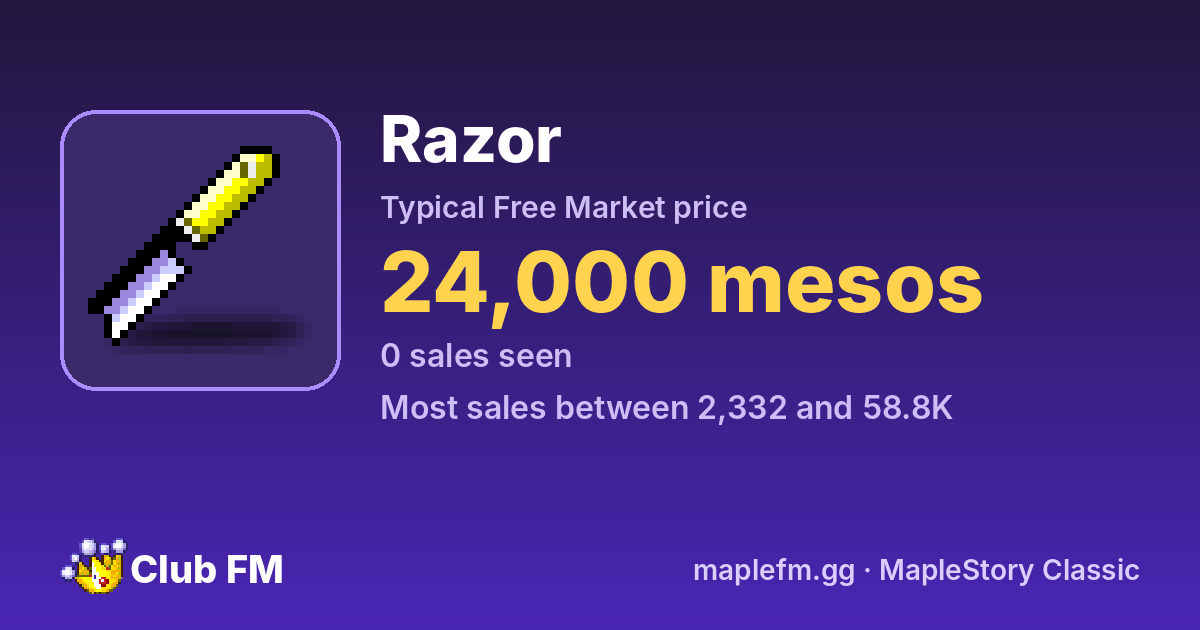 Razor
Typical Free Market price
24,000 mesos
0 sales seen
Most sales between 2,332 and 58.8K
Club FM
maplefm.gg · MapleStory Classic